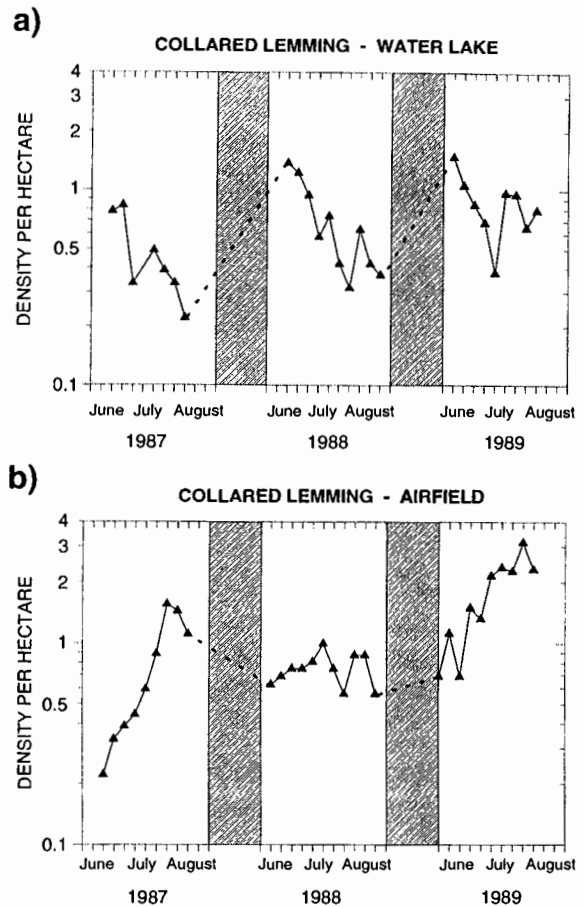 a)
COLLARED LEMMING - WATER LAKE
4
3
2
1
0.5
0.1
DENSITY PER HECTARE
June July August June July August June July August
1987 1988 1989
b)
COLLARED LEMMING - AIRFIELD
4
3
2
1
0.5
0.1
DENSITY PER HECTARE
June July August June July August June July August
1987 1988 1989